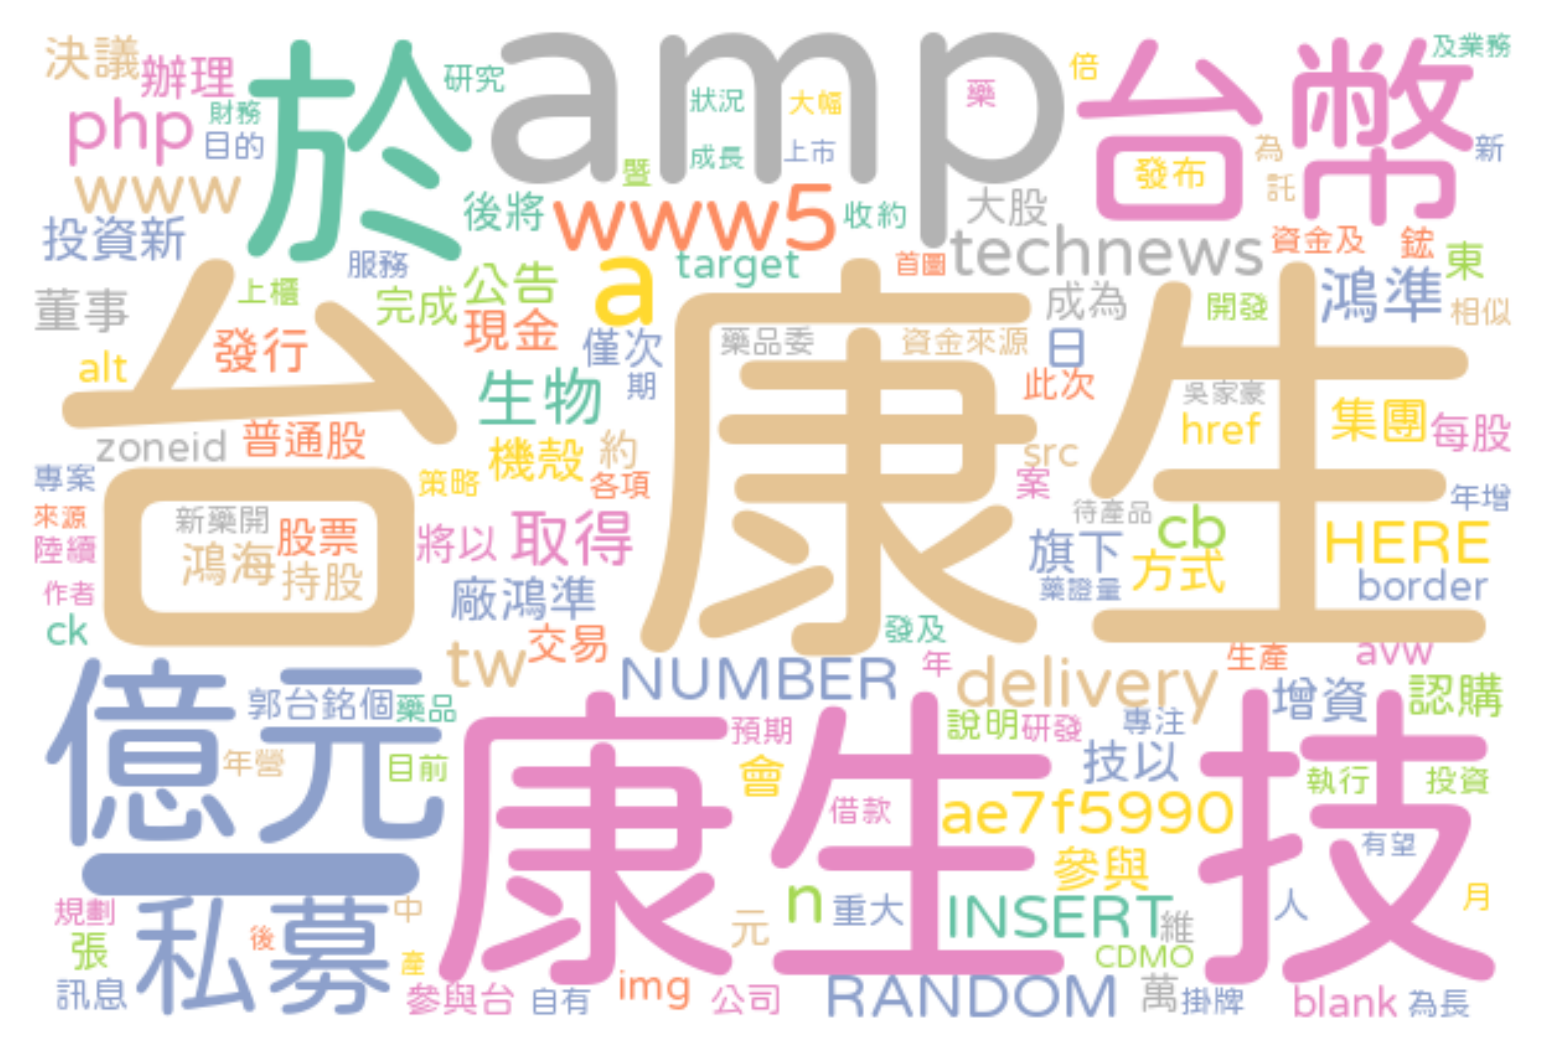 決議
辦理
於
研究
amp
狀況
大幅
藥
倍
台幣
及業務
php
財務
目的
成長
上市
發布
為
新
www
暨
託
投資新
後將
www5
收約
大股
technews
資金及
鋐
東
服務
a
target
首圈
董事
上櫃
完成
公告
成為
開發
鴻準
相似
台康生
發行
現金
僅次
藥品委
資金來源
日
alt
生物
期
此次
吳家豪
zoneid
普通股
機殼
約
src
href
集團
每股
專案
策略
各項
案
年增
來源
新藥開
股票
待產品
cb
HERE
陸續
鴻海
持股
將以
取得
旗下
方式
作者
廠鴻準
藥證量
border
ck
交易
發及
億元
tw
NUMBER
年
delivery
生產
avw
郭台銘個
藥品
康生技
預期
說明
研發
專注
增資
認購
年營
目前
會
技以
執行
投資
借款
ae7f5990
有望
一
參與
規劃
私募
中
元
n
重大
INSERT
維
人
月
張
後
產
CDMO
訊息
參與台
自有
img
公司
RANDOM
萬
掛牌
blank
為長